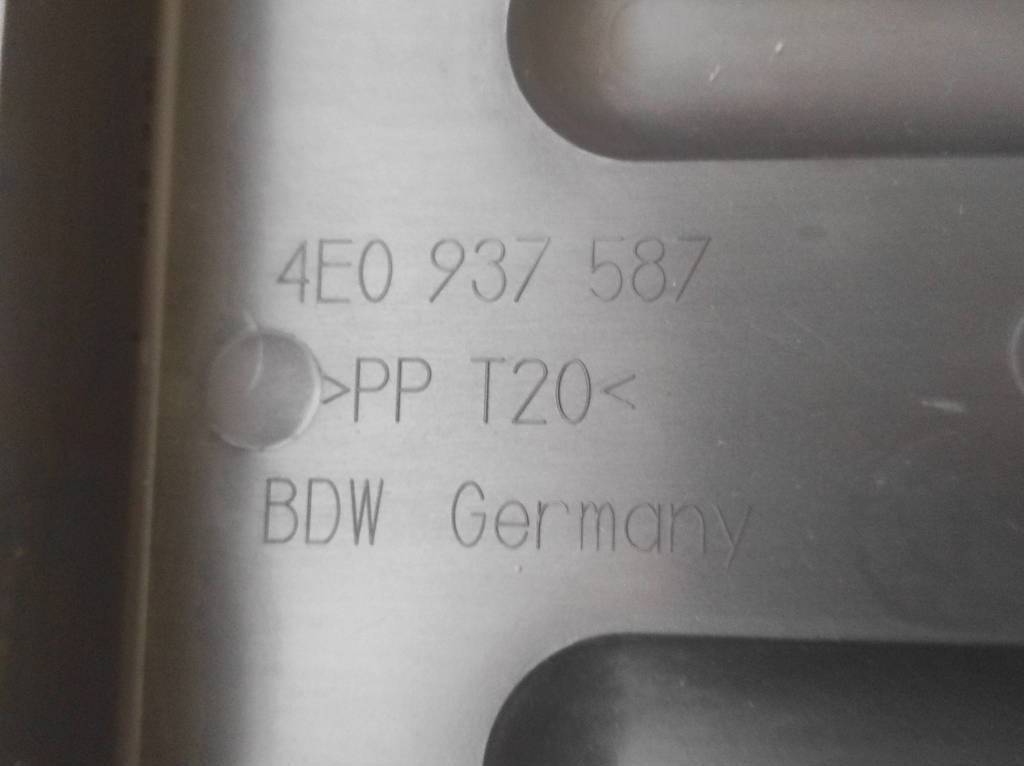 4E0 937 587
>PP T20<
BDW Germany